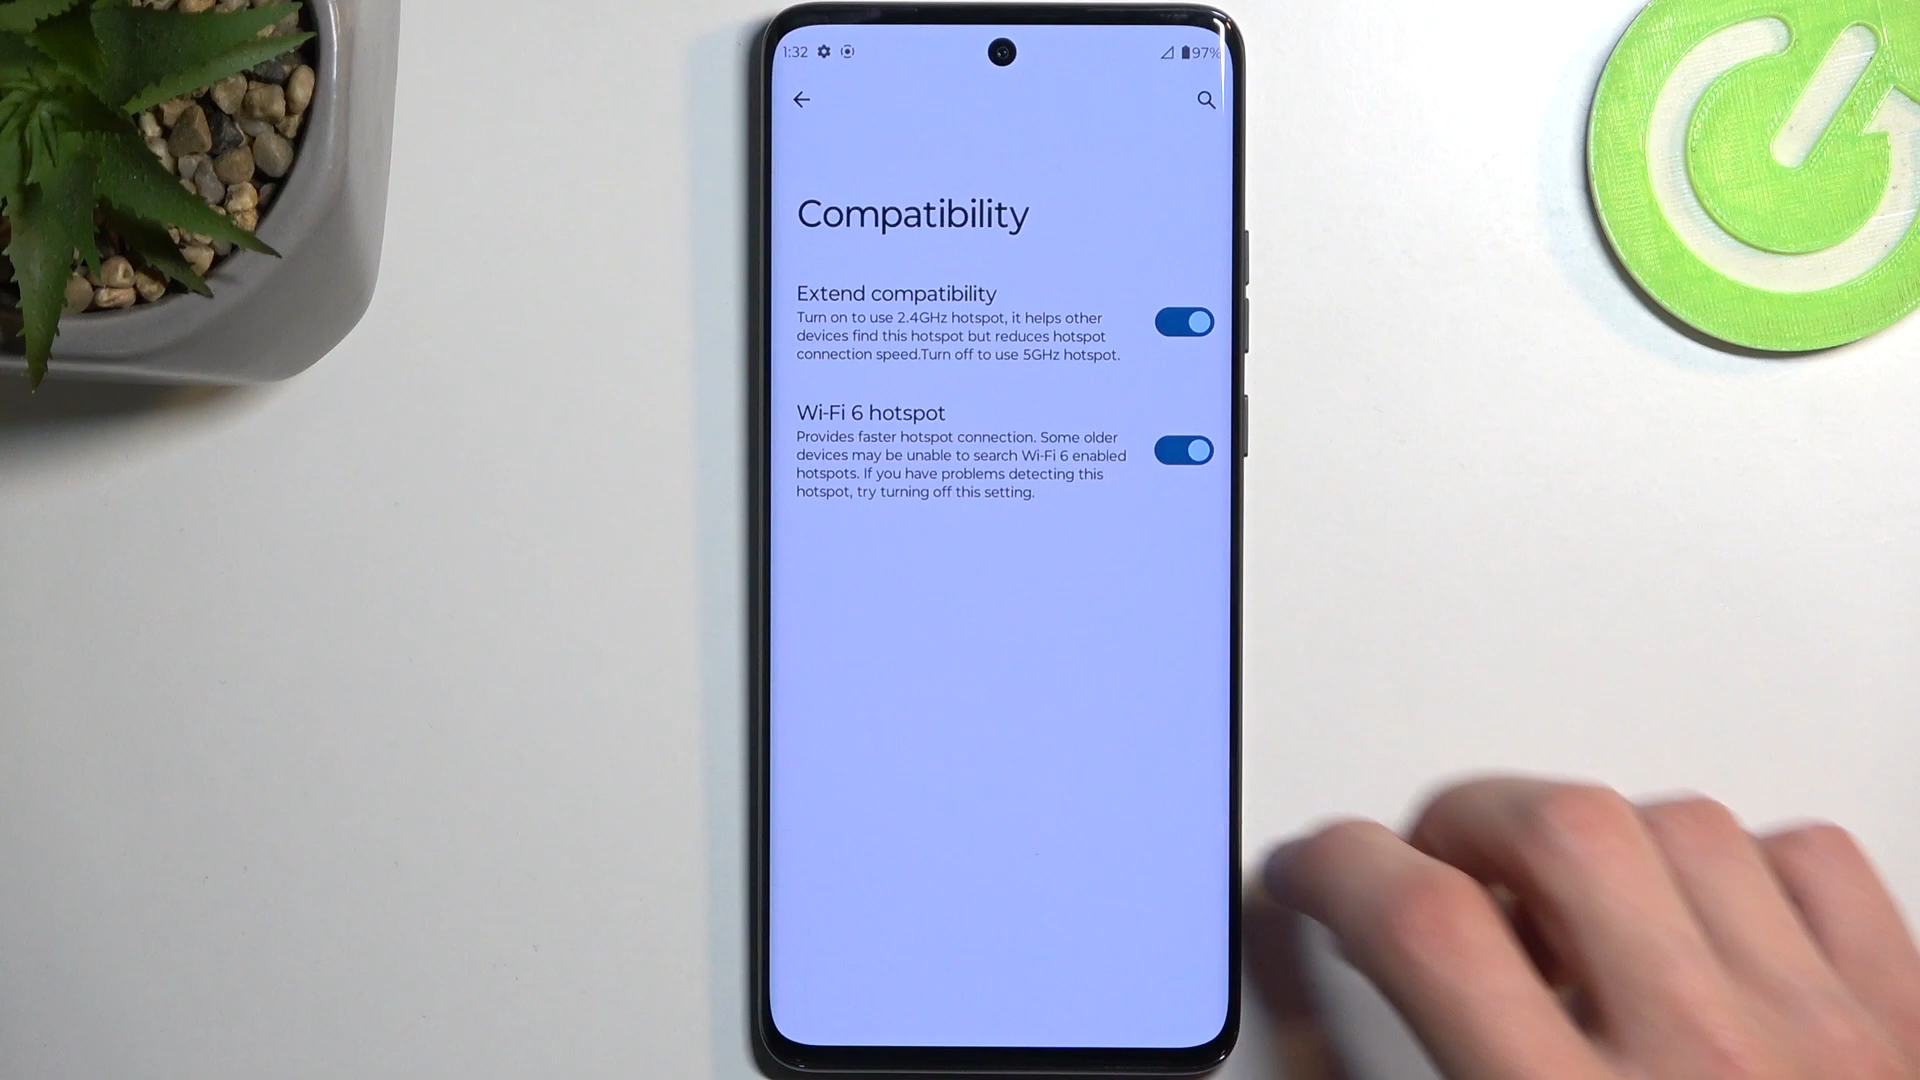 1:32 97%
Compatibility
Extend compatibility
Turn on to use 2.4GHz hotspot, it helps other
devices find this hotspot but reduces hotspot
connection speed.Turn off to use 5GHz hotspot.
Wi-Fi 6 hotspot
Provides faster hotspot connection. Some older
devices may be unable to search Wi-Fi 6 enabled
hotspots. If you have problems detecting this
hotspot, try turning off this setting.